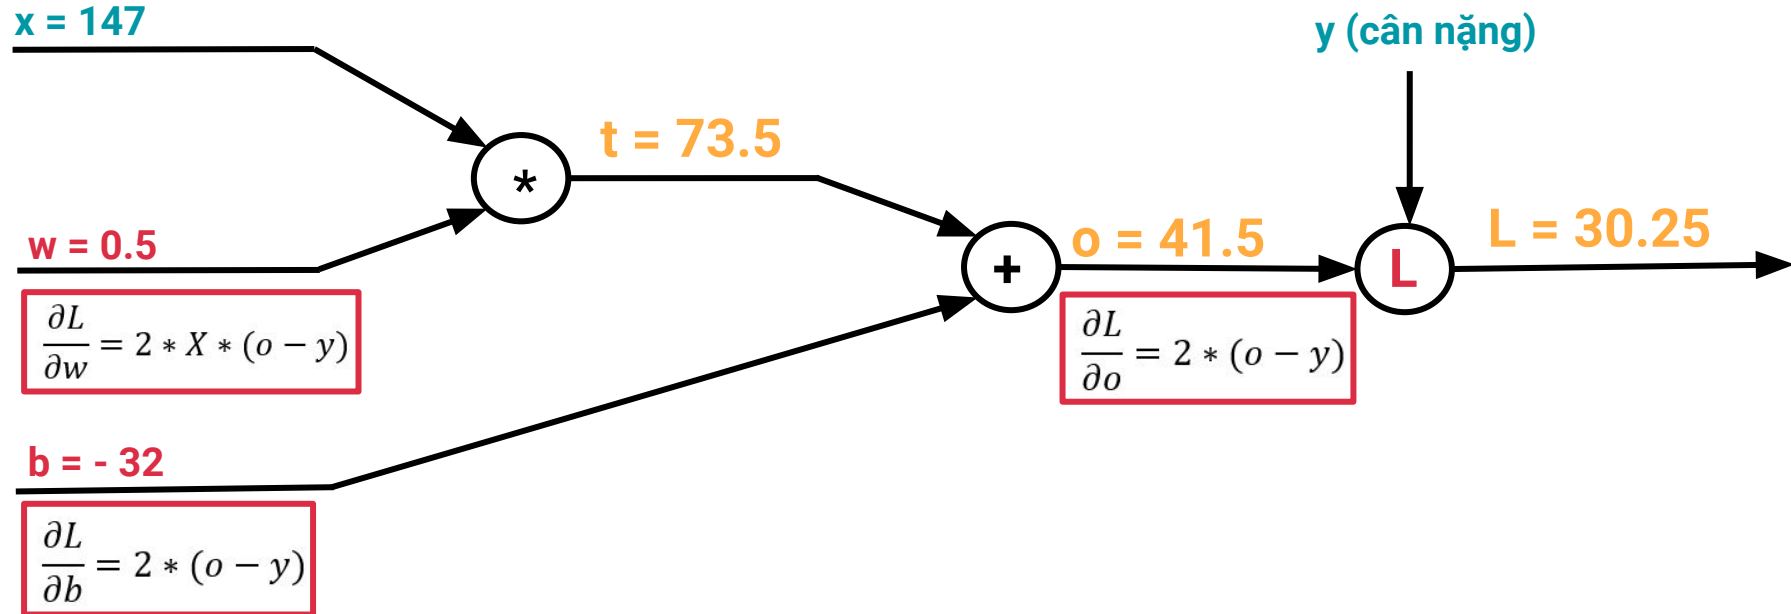 x = 147
y (cân nặng)
*
t = 73.5
w = 0.5
+
o = 41.5
L
L = 30.25
∂L/∂w = 2 * X * (o − y)
∂L/∂o = 2 * (o − y)
b = - 32
∂L/∂b = 2 * (o − y)